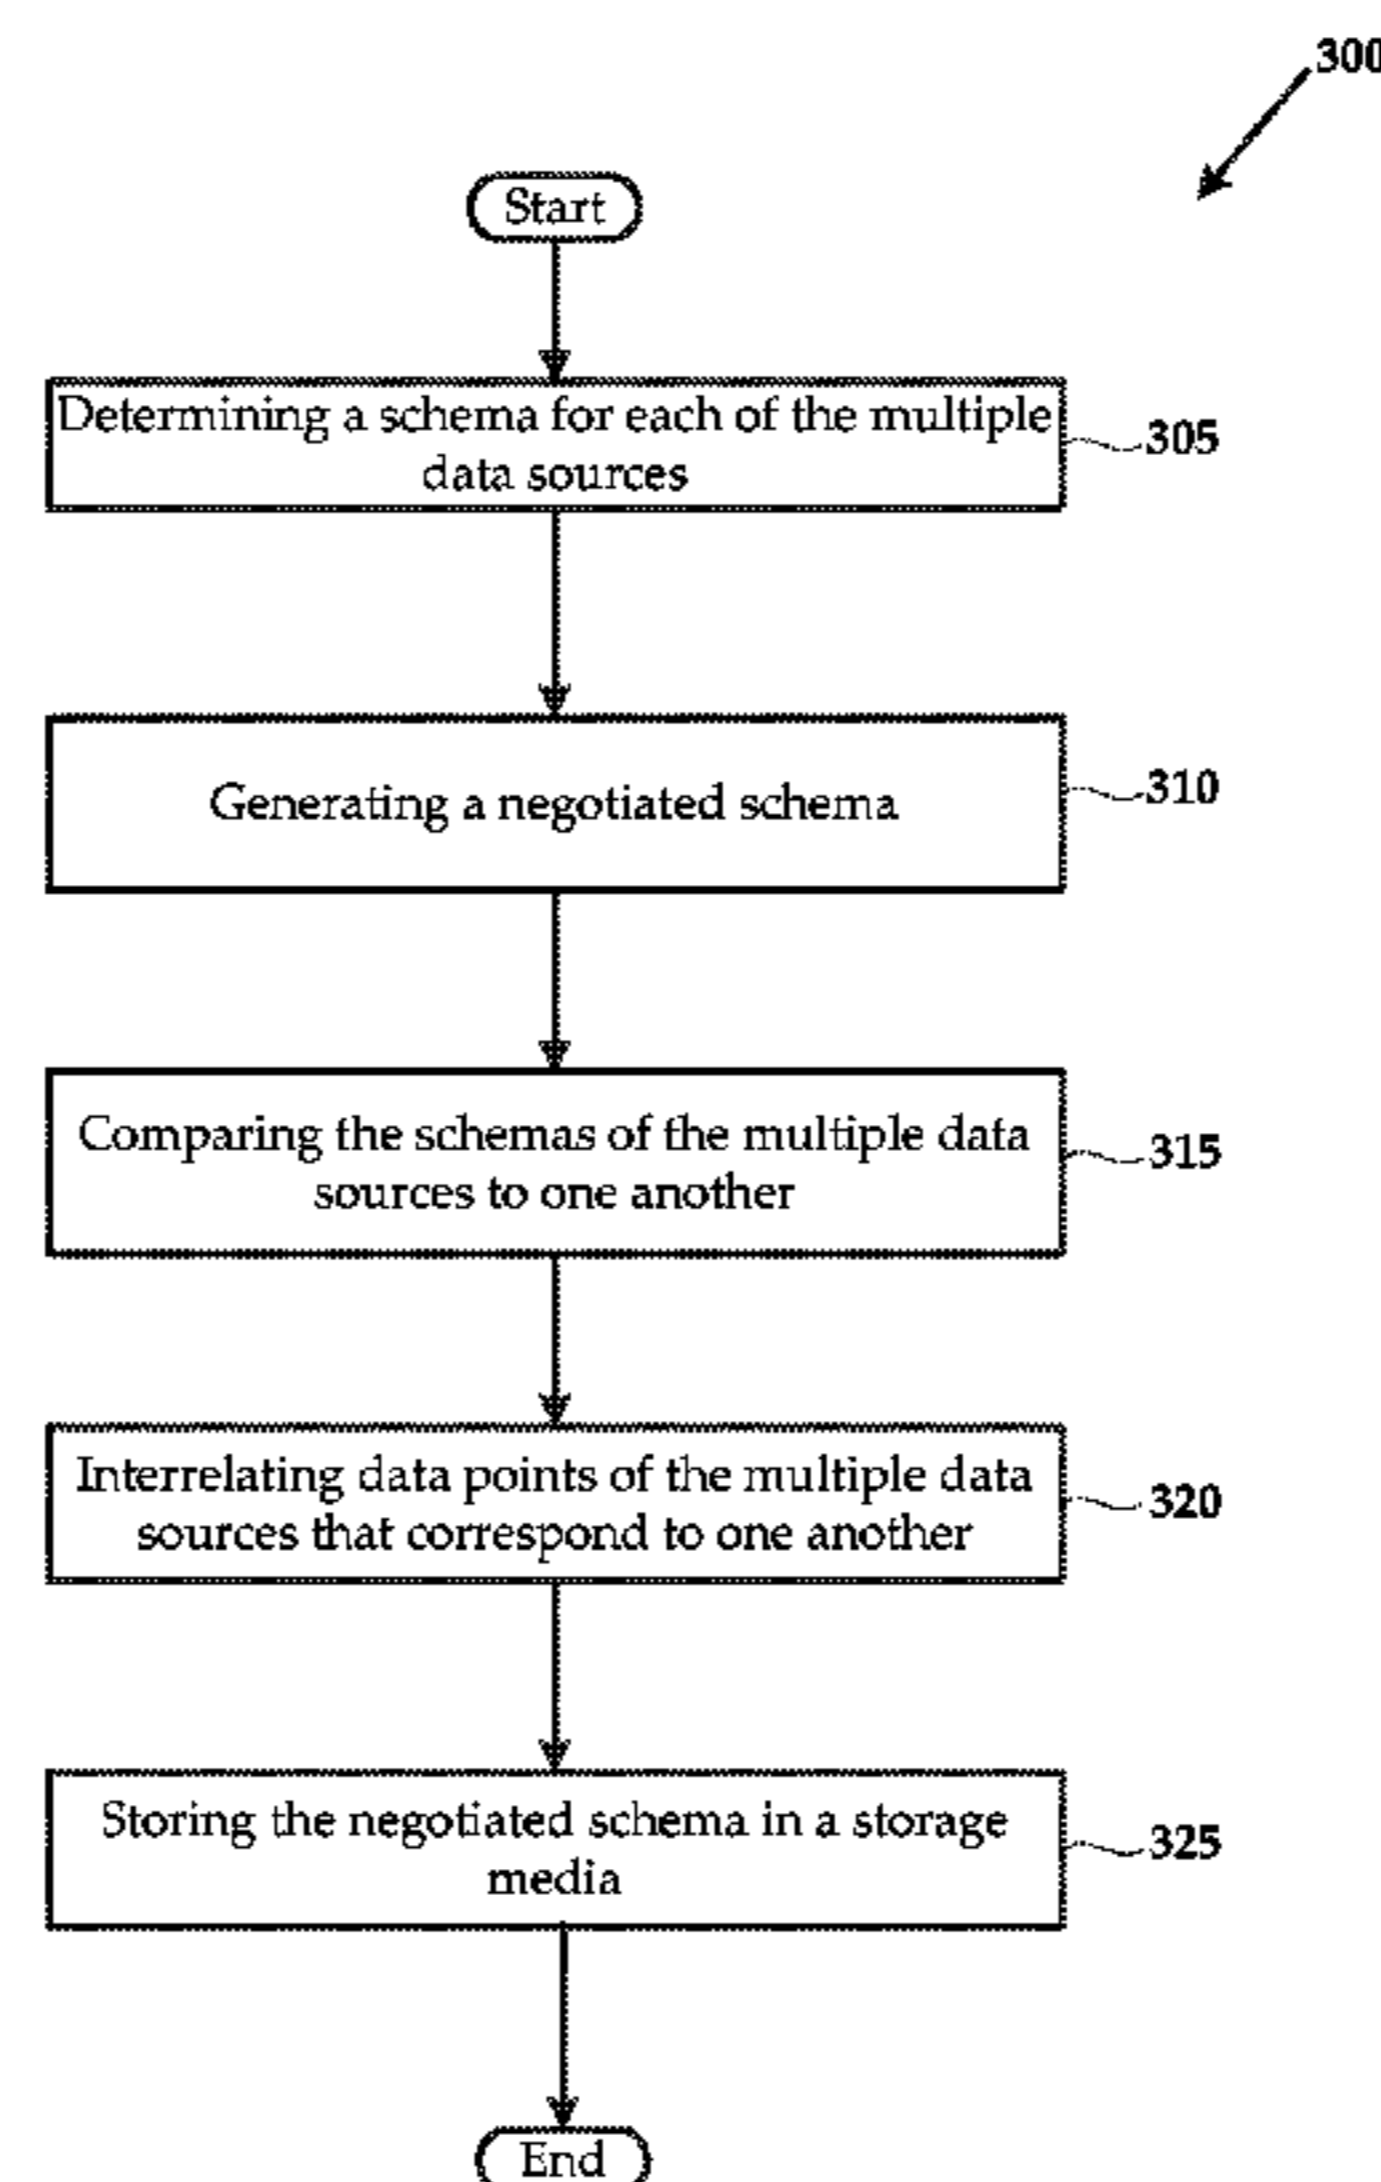 300
Start
Determining a schema for each of the multiple
data sources
305
Generating a negotiated schema
310
Comparing the schemas of the multiple data
sources to one another
315
Interrelating data points of the multiple data
sources that correspond to one another
320
Storing the negotiated schema in a storage
media
325
End